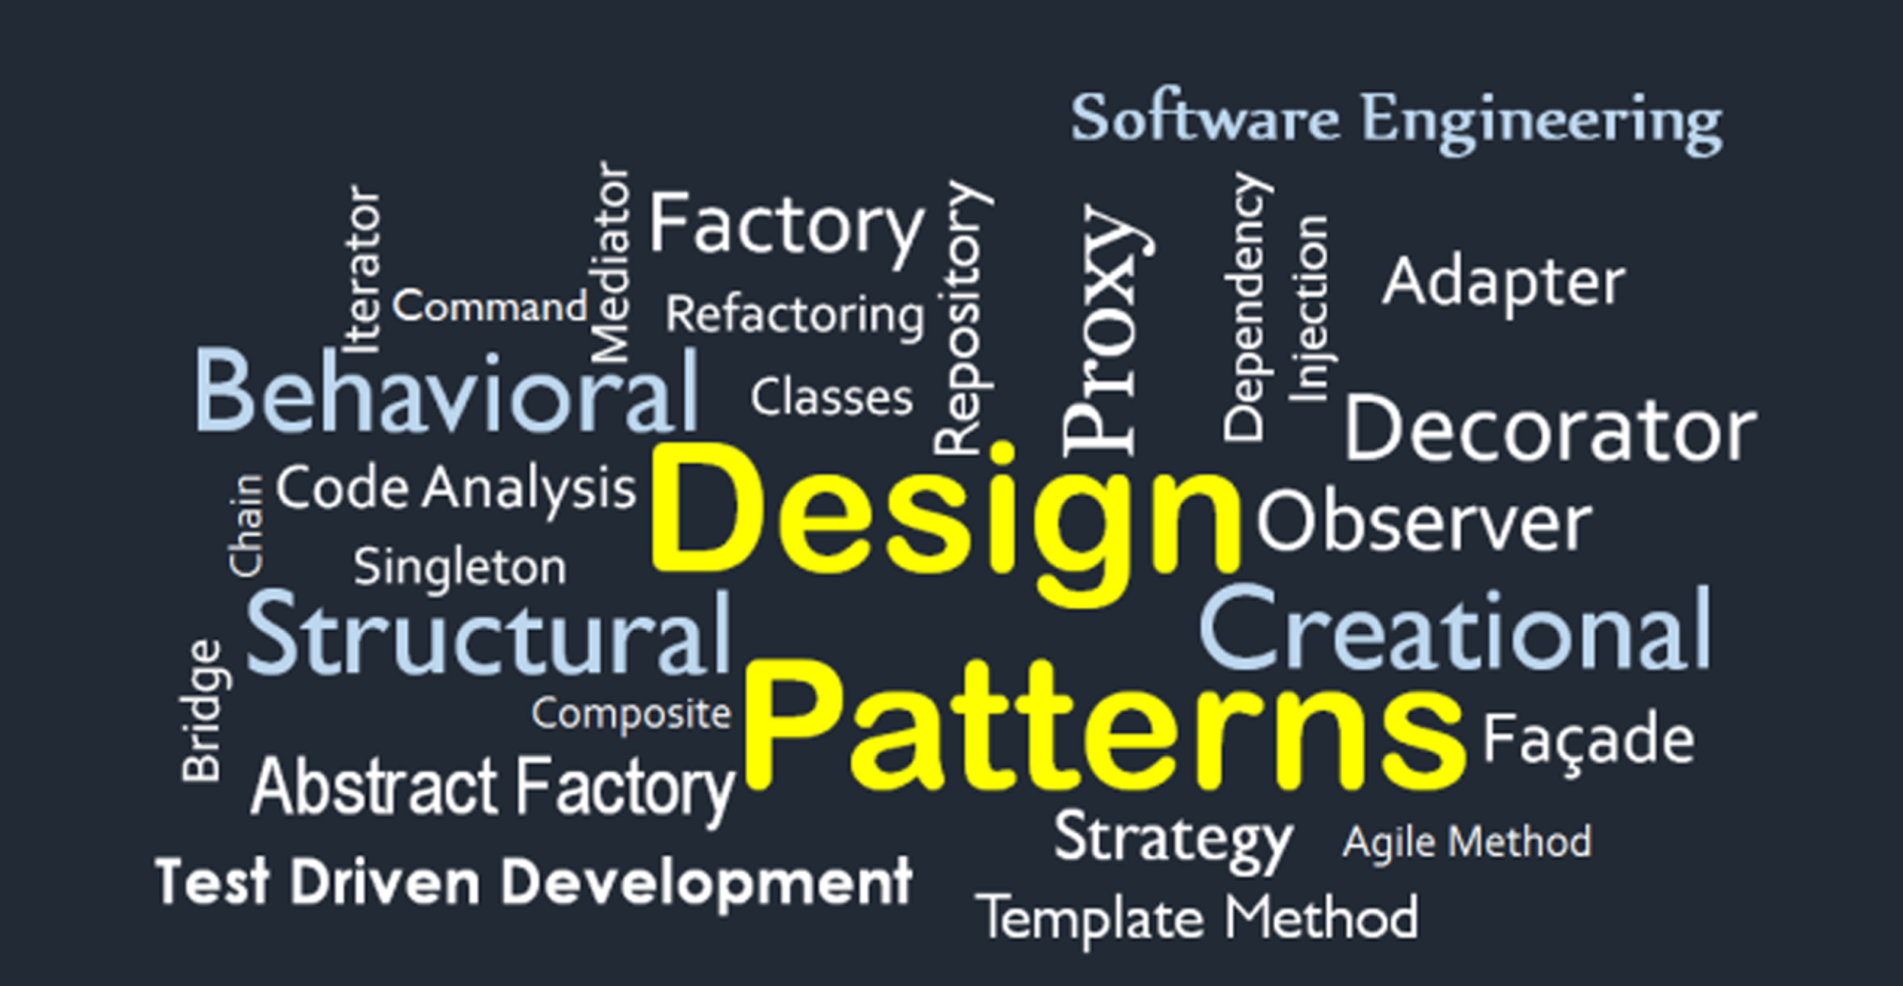 Software Engineering
Iterator
Command
Mediator
Factory
Refactoring
Repository
Proxy
Dependency
Injection
Adapter
Behavioral
Classes
Decorator
Chain
Code Analysis
Singleton
Design
Observer
Structural
Creational
Bridge
Composite
Patterns
Façade
Abstract Factory
Strategy
Agile Method
Test Driven Development
Template Method